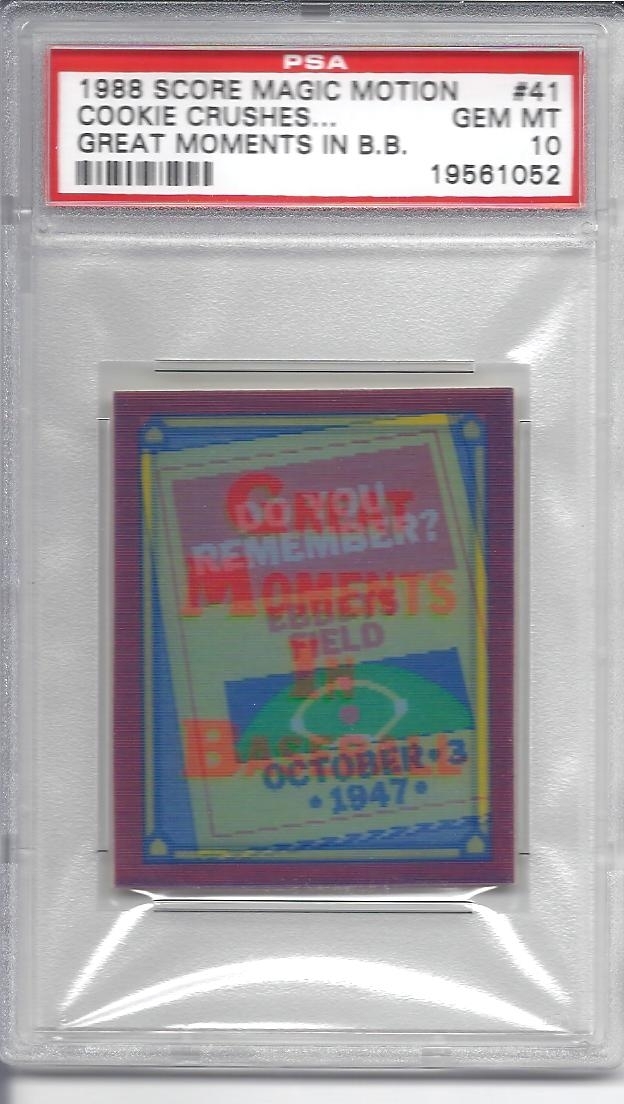 PSA
1988 SCORE MAGIC MOTION #41
COOKIE CRUSHES... GEM MT
GREAT MOMENTS IN B.B. 10
19561052
GREAT
DO YOU
REMEMBER?
MOMENTS
EBBETS
FIELD
IN
BASEBALL
OCTOBER • 3
• 1947 •